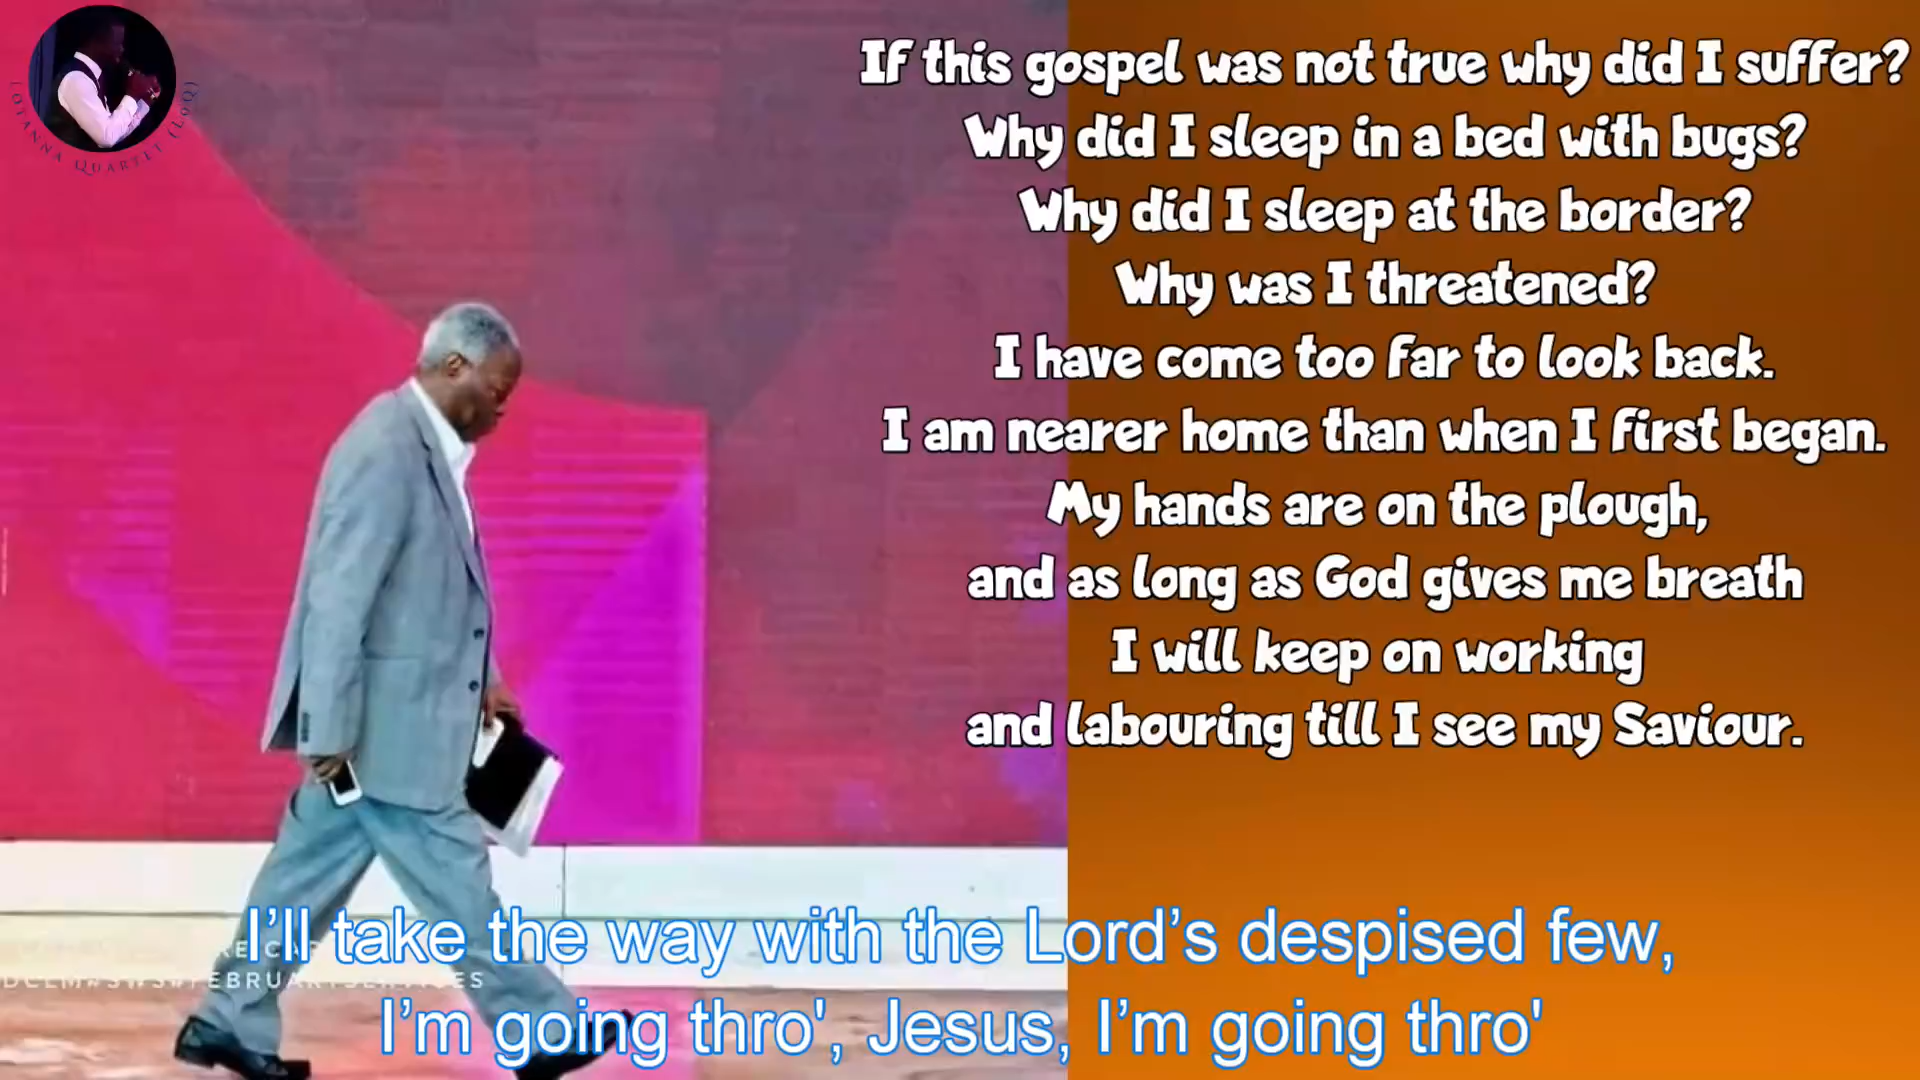 LOIANNA QUARTET (LOQ)
If this gospel was not true why did I suffer?
Why did I sleep in a bed with bugs?
Why did I sleep at the border?
Why was I threatened?
I have come too far to look back.
I am nearer home than when I first began.
My hands are on the plough,
and as long as God gives me breath
I will keep on working
and labouring till I see my Saviour.
I'll take the way with the Lord's despised few,
I'm going thro', Jesus, I'm going thro'